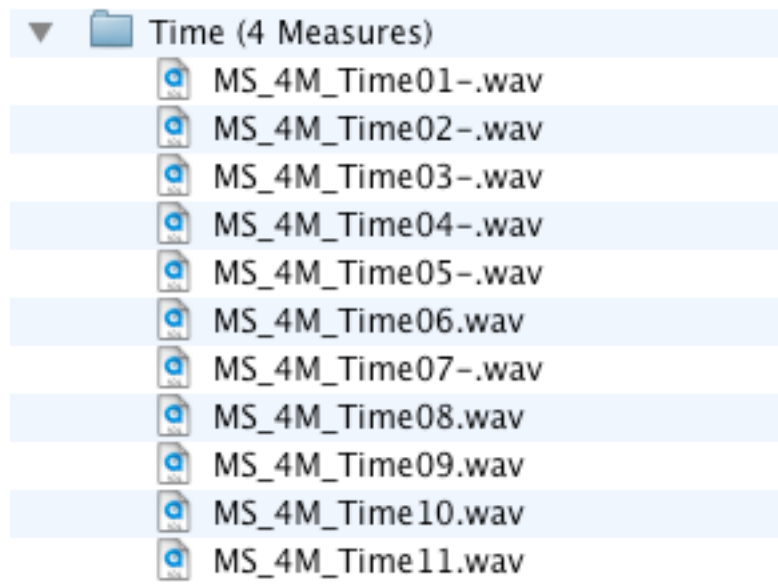 Time (4 Measures)
MS_4M_Time01-.wav
MS_4M_Time02-.wav
MS_4M_Time03-.wav
MS_4M_Time04-.wav
MS_4M_Time05-.wav
MS_4M_Time06.wav
MS_4M_Time07-.wav
MS_4M_Time08.wav
MS_4M_Time09.wav
MS_4M_Time10.wav
MS_4M_Time11.wav